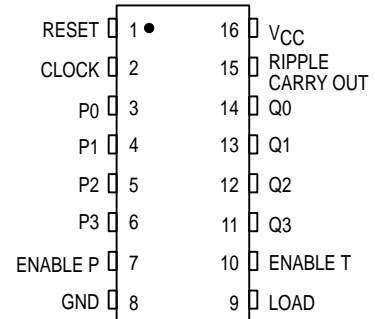 RESET 1 16 VCC
CLOCK 2 15 RIPPLE
CARRY OUT
P0 3 14 Q0
P1 4 13 Q1
P2 5 12 Q2
P3 6 11 Q3
ENABLE P 7 10 ENABLE T
GND 8 9 LOAD